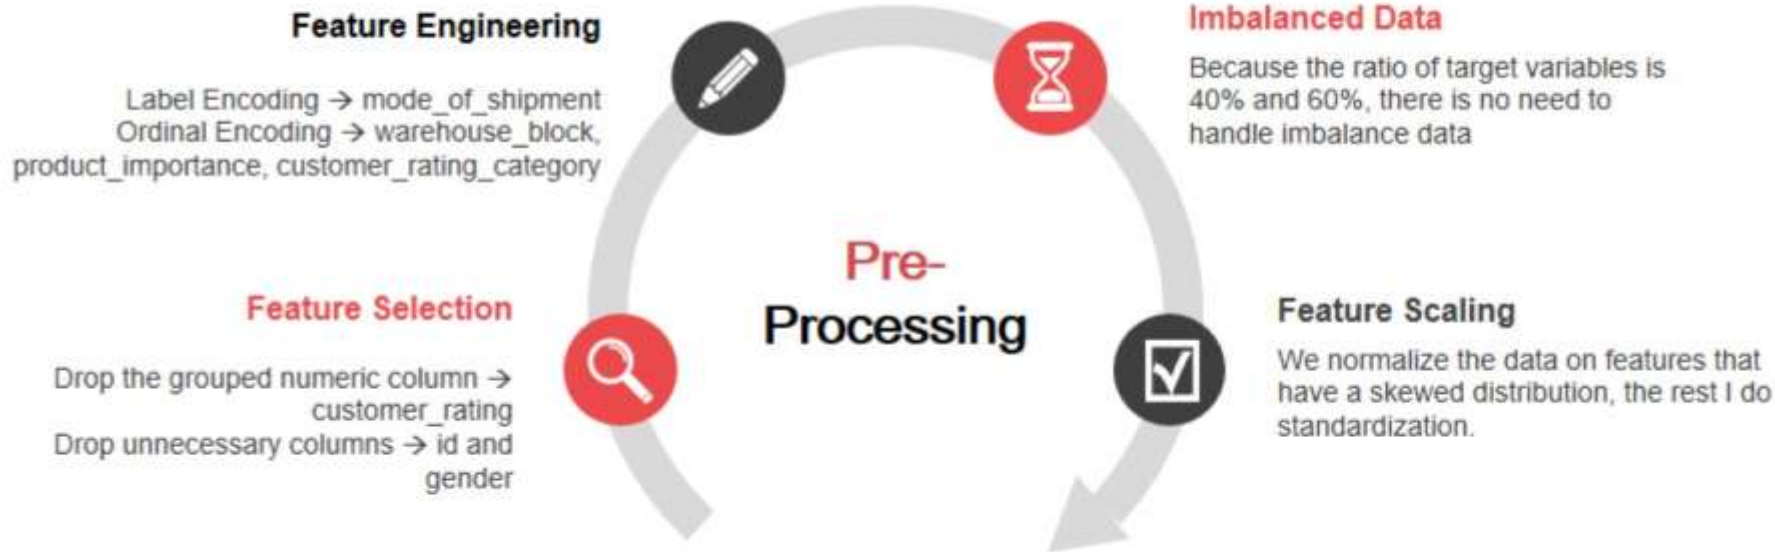 Feature Engineering
Label Encoding → mode_of_shipment
Ordinal Encoding → warehouse_block,
product_importance, customer_rating_category
Imbalanced Data
Because the ratio of target variables is
40% and 60%, there is no need to
handle imbalance data
Pre-
Processing
Feature Selection
Drop the grouped numeric column →
customer_rating
Drop unnecessary columns → id and
gender
Feature Scaling
We normalize the data on features that
have a skewed distribution, the rest I do
standardization.